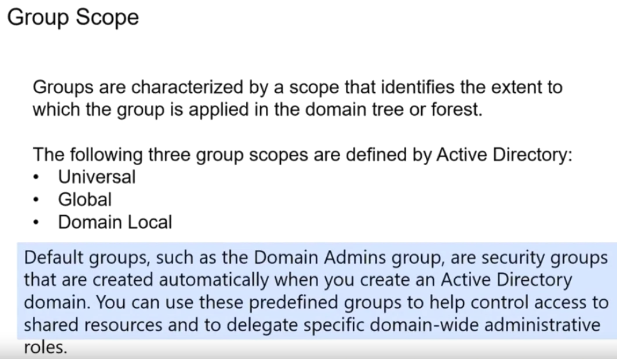 Group Scope
Groups are characterized by a scope that identifies the extent to
which the group is applied in the domain tree or forest.
The following three group scopes are defined by Active Directory:
• Universal
• Global
• Domain Local
Default groups, such as the Domain Admins group, are security groups
that are created automatically when you create an Active Directory
domain. You can use these predefined groups to help control access to
shared resources and to delegate specific domain-wide administrative
roles.